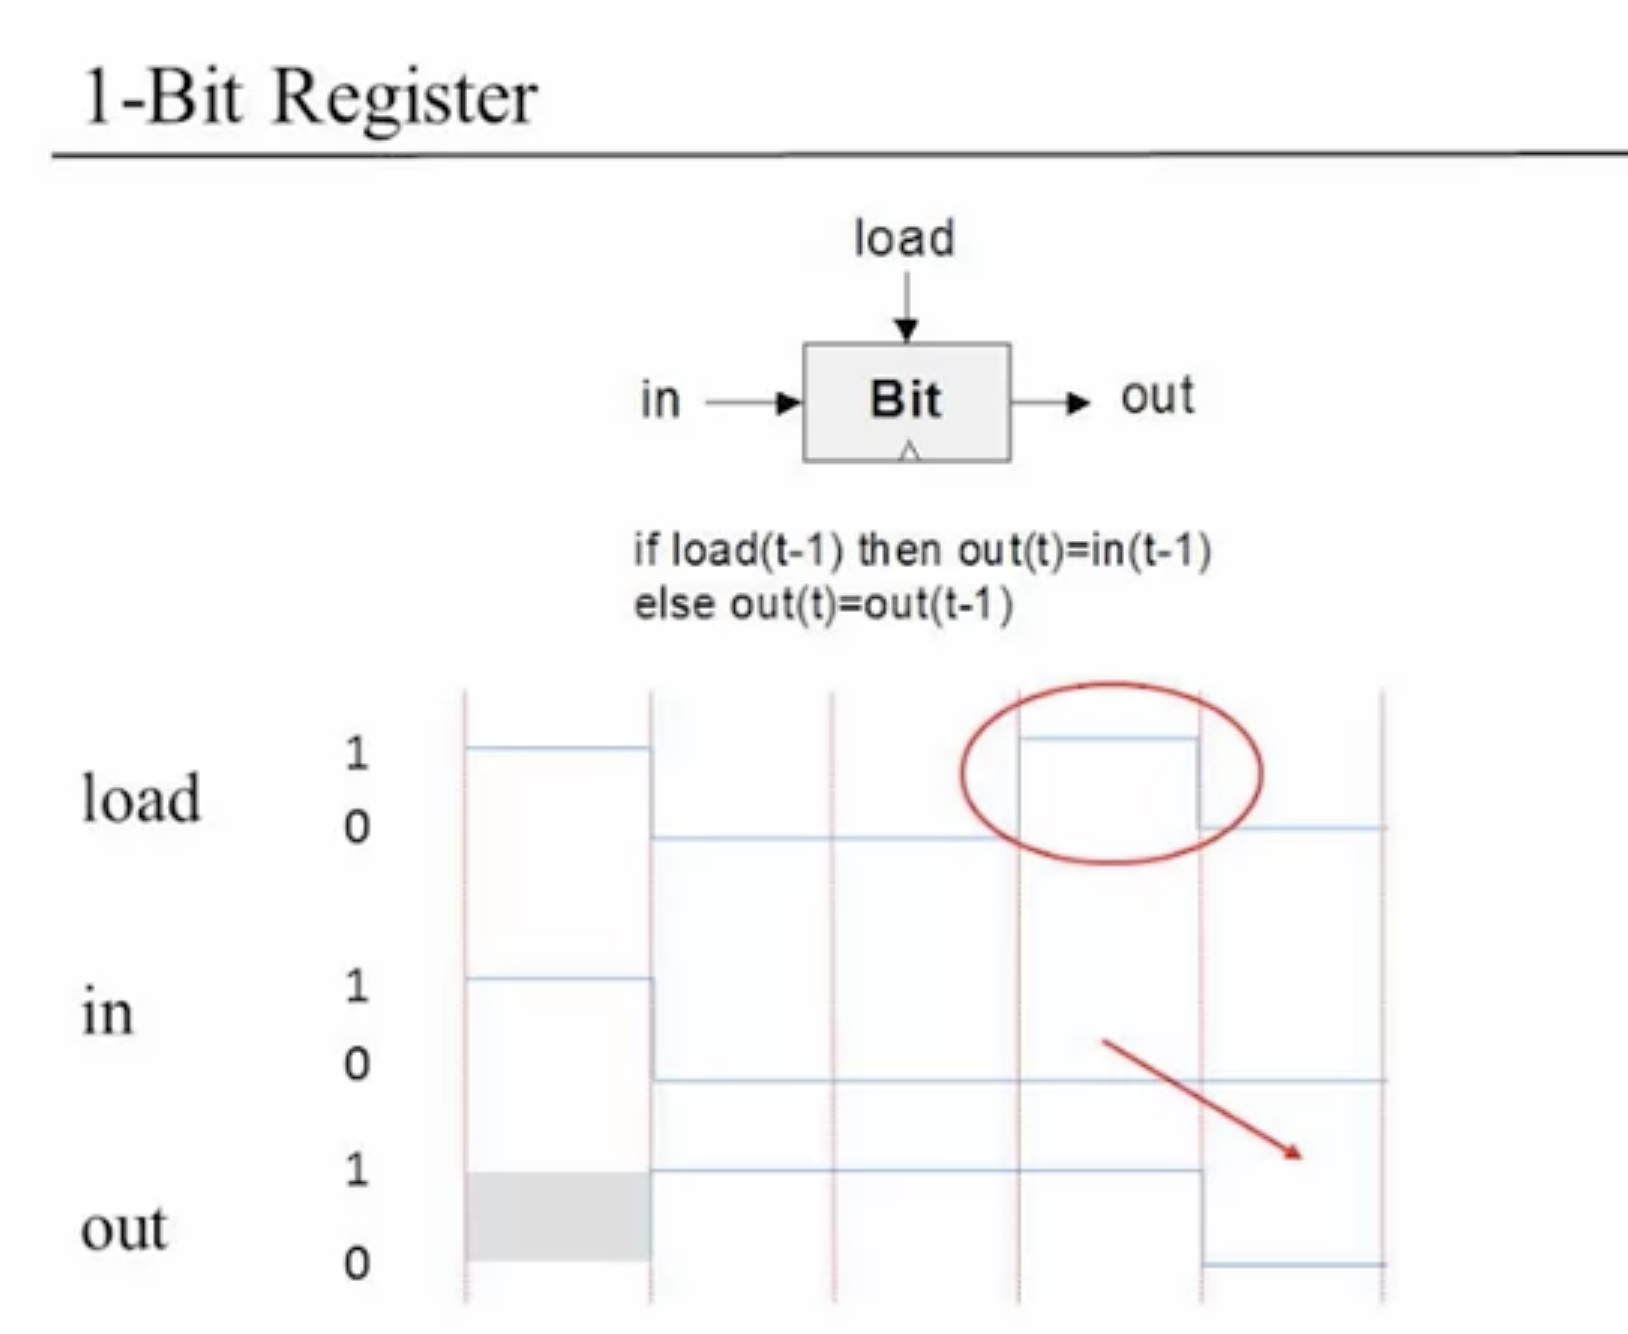 1-Bit Register
load
in
Bit
out
if load(t-1) then out(t)=in(t-1)
else out(t)=out(t-1)
load
1
0
in
1
0
out
1
0